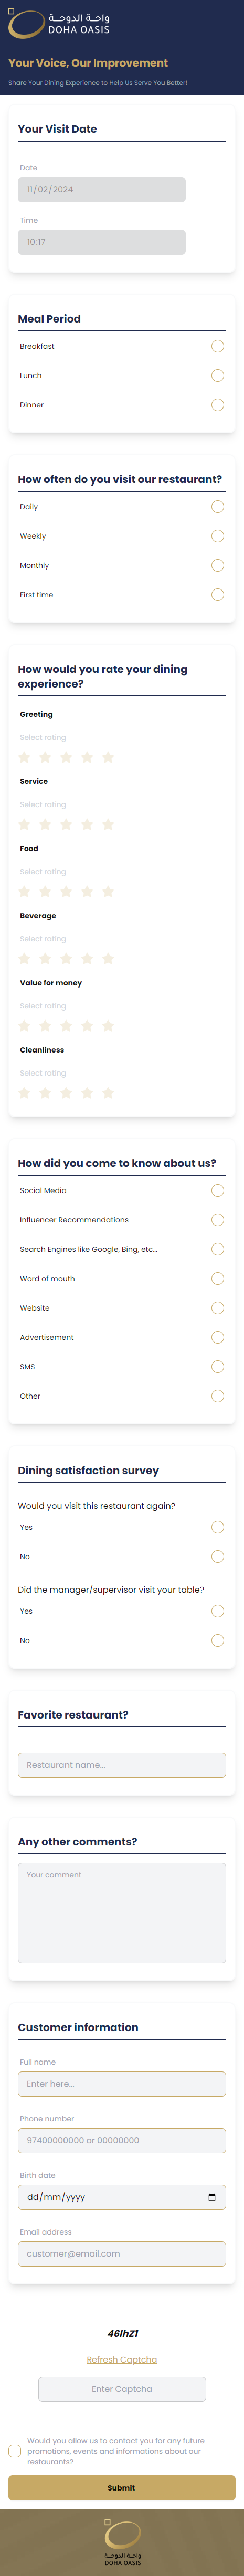 واحـة الدوحـة
DOHA OASIS
Your Voice, Our Improvement
Share Your Dining Experience to Help Us Serve You Better!
Your Visit Date
Date
11/02/2024
Time
10:17
Meal Period
Breakfast
Lunch
Dinner
How often do you visit our restaurant?
Daily
Weekly
Monthly
First time
How would you rate your dining
experience?
Greeting
Select rating
Service
Select rating
Food
Select rating
Beverage
Select rating
Value for money
Select rating
Cleanliness
Select rating
How did you come to know about us?
Social Media
Influencer Recommendations
Search Engines like Google, Bing, etc...
Word of mouth
Website
Advertisement
SMS
Other
Dining satisfaction survey
Would you visit this restaurant again?
Yes
No
Did the manager/supervisor visit your table?
Yes
No
Favorite restaurant?
Restaurant name...
Any other comments?
Your comment
Customer information
Full name
Enter here...
Phone number
97400000000 or 00000000
Birth date
dd/mm/yyyy
Email address
customer@email.com
46lhZ1
Refresh Captcha
Enter Captcha
Would you allow us to contact you for any future
promotions, events and informations about our
restaurants?
Submit
واحـة الدوحـة
DOHA OASIS